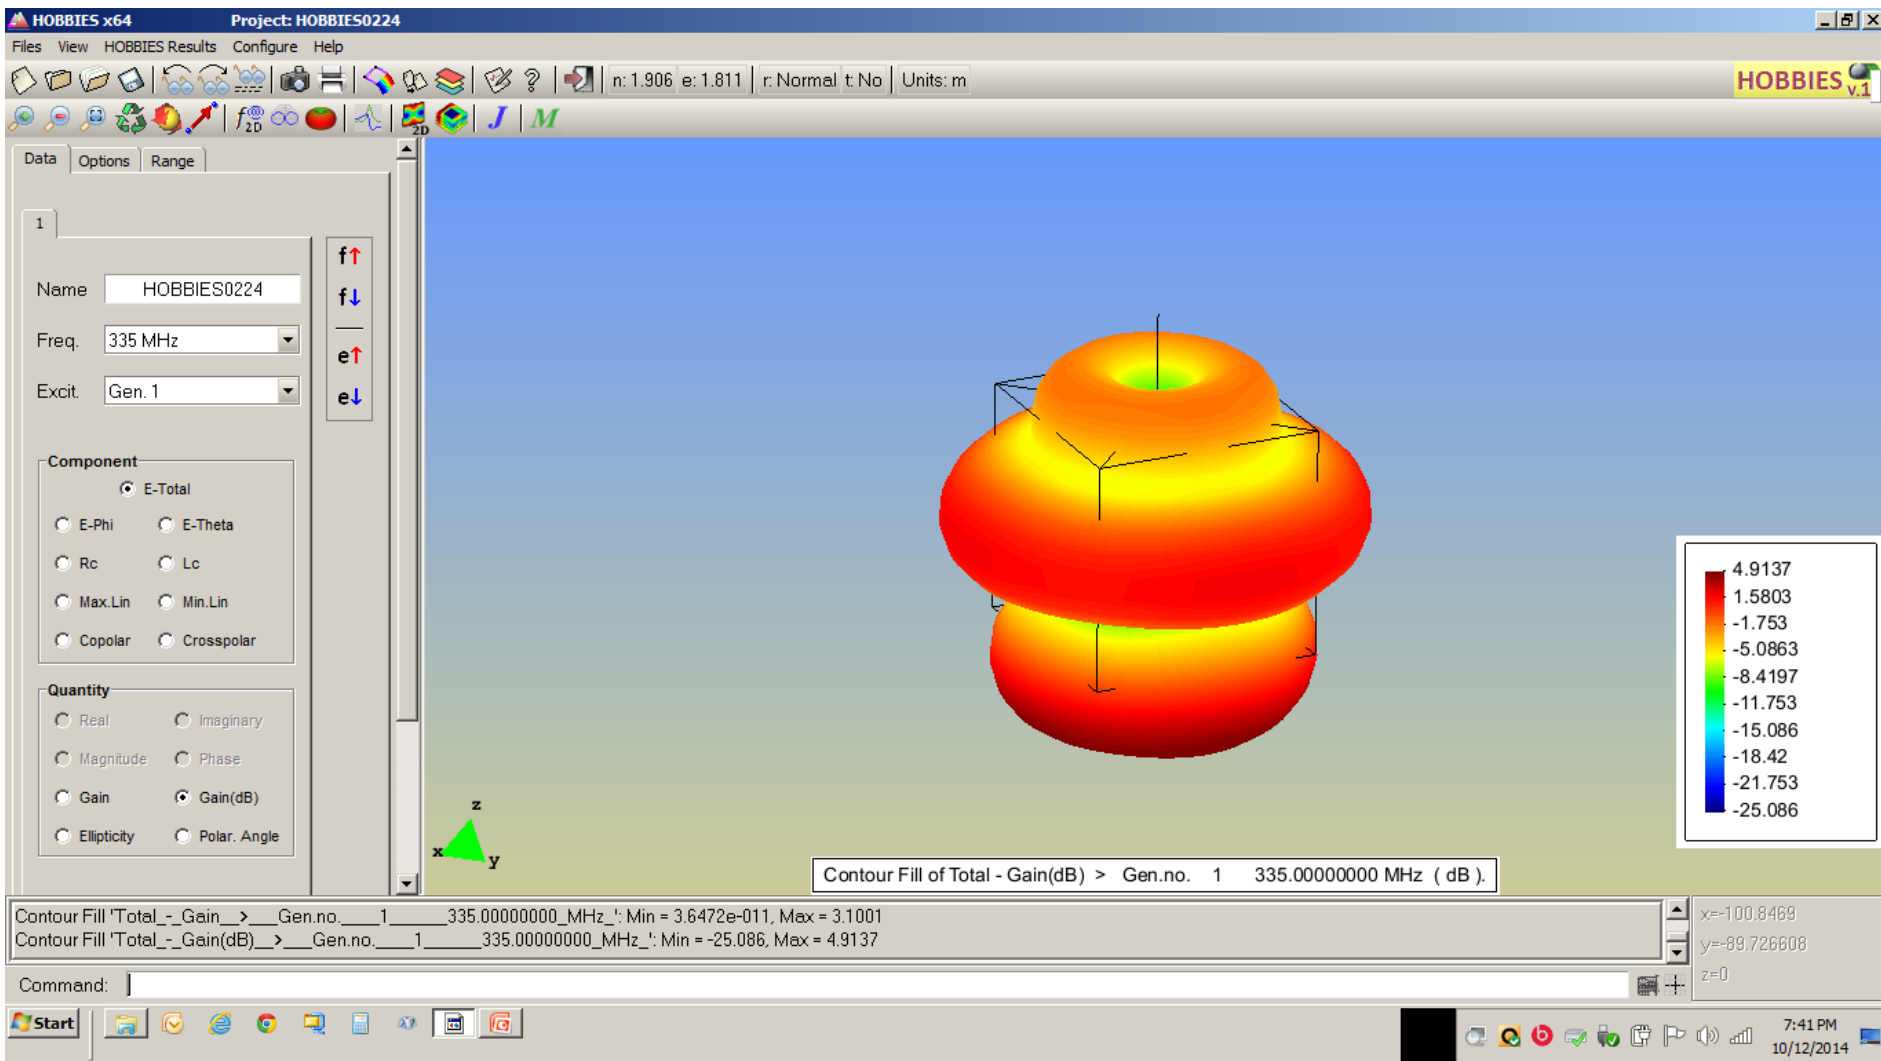 HOBBIES x64 Project: HOBBIES0224
Files View HOBBIES Results Configure Help
n: 1.906 e: 1.811 r: Normal t: No Units: m
HOBBIES v.1
f 2D 2D J M
Data Options Range
1
f↑
Name HOBBIES0224
f↓
Freq. 335 MHz
e↑
Excit. Gen. 1
e↓
Component
E-Total
E-Phi E-Theta
Rc Lc
Max.Lin Min.Lin
Copolar Crosspolar
Quantity
Real Imaginary
Magnitude Phase
Gain Gain(dB)
Ellipticity Polar. Angle
z
x
y
4.9137
1.5803
-1.753
-5.0863
-8.4197
-11.753
-15.086
-18.42
-21.753
-25.086
Contour Fill of Total - Gain(dB) > Gen.no. 1 335.00000000 MHz ( dB ).
Contour Fill 'Total_-_Gain__>___Gen.no.____1______335.00000000_MHz_': Min = 3.6472e-011, Max = 3.1001
Contour Fill 'Total_-_Gain(dB)__>___Gen.no.____1______335.00000000_MHz_': Min = -25.086, Max = 4.9137
x=-100.8469
y=-89.726608
z=0
Command:
Start
7:41 PM
10/12/2014